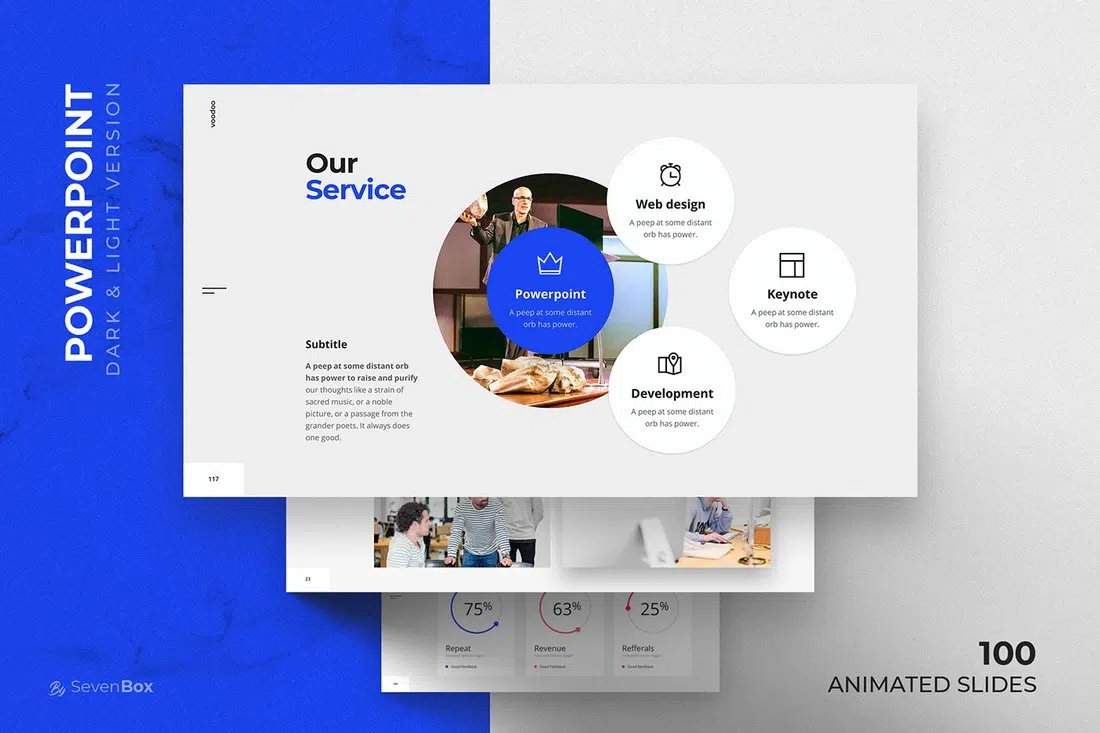 POWERPOINT
DARK & LIGHT VERSION
voodoo
Our
Service
Subtitle
A peep at some distant orb
has power to raise and purify
our thoughts like a strain of
sacred music, or a noble
picture, or a passage from the
grander poets. It always does
one good.
117
Powerpoint
A peep at some distant
orb has power.
Web design
A peep at some distant
orb has power.
Keynote
A peep at some distant
orb has power.
Development
A peep at some distant
orb has power.
23
75%
Repeat
Good Feedback
63%
Revenue
Good Feedback
25%
Refferals
Good Feedback
By SevenBox
100
ANIMATED SLIDES